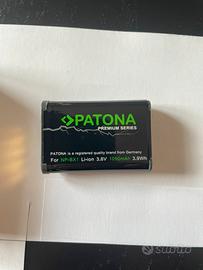 PATONA
PREMIUM SERIES
PATONA is a registered quality brand from Germany
For NP-BX1 Li-ion 3,6V 1090mAh 3.9Wh
subito